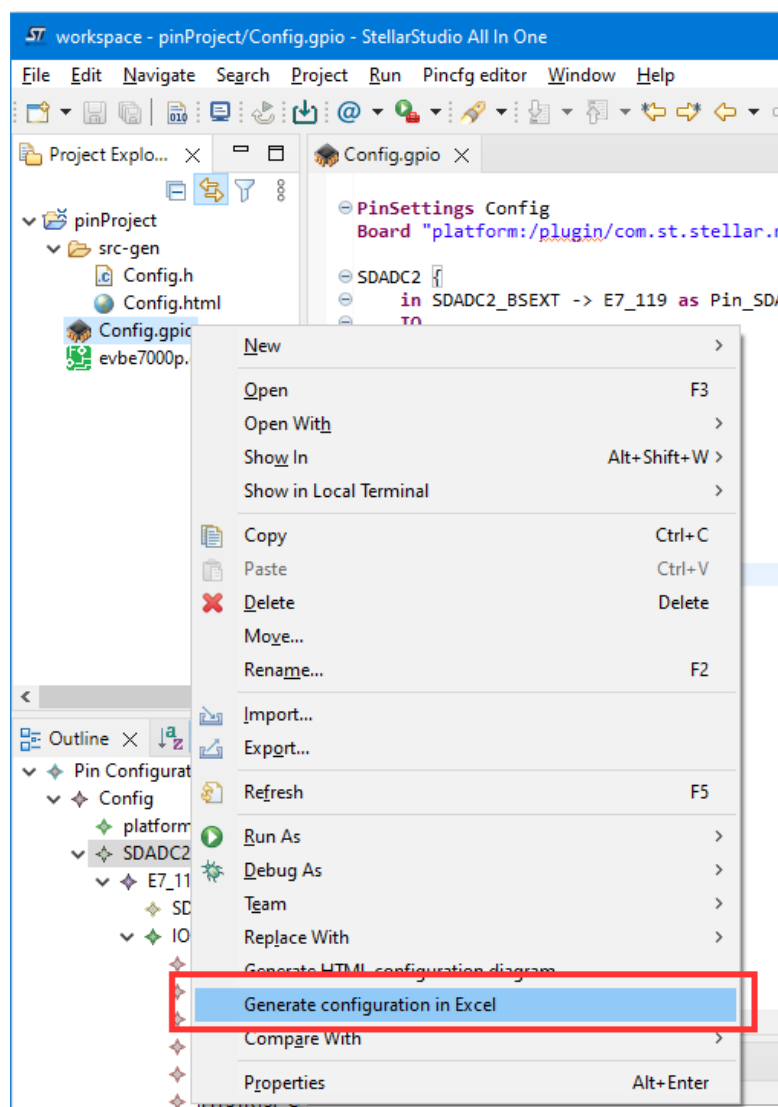 workspace - pinProject/Config.gpio - StellarStudio All In One
File Edit Navigate Search Project Run Pincfg editor Window Help
Project Explo...
Config.gpio
pinProject
src-gen
Config.h
Config.html
Config.gpio
evbe7000p.
PinSettings Config
Board "platform:/plugin/com.st.stellar.
SDADC2 {
in SDADC2_BSEXT -> E7_119 as Pin_SDA
IO
New
Open F3
Open With
Show In Alt+Shift+W
Show in Local Terminal
Copy Ctrl+C
Paste Ctrl+V
Delete Delete
Move...
Rename... F2
Import...
Export...
Refresh F5
Run As
Debug As
Team
Replace With
Generate HTML configuration diagram
Generate configuration in Excel
Compare With
Properties Alt+Enter
Outline
Pin Configurat
Config
platform
SDADC2
E7_11
SD
IO